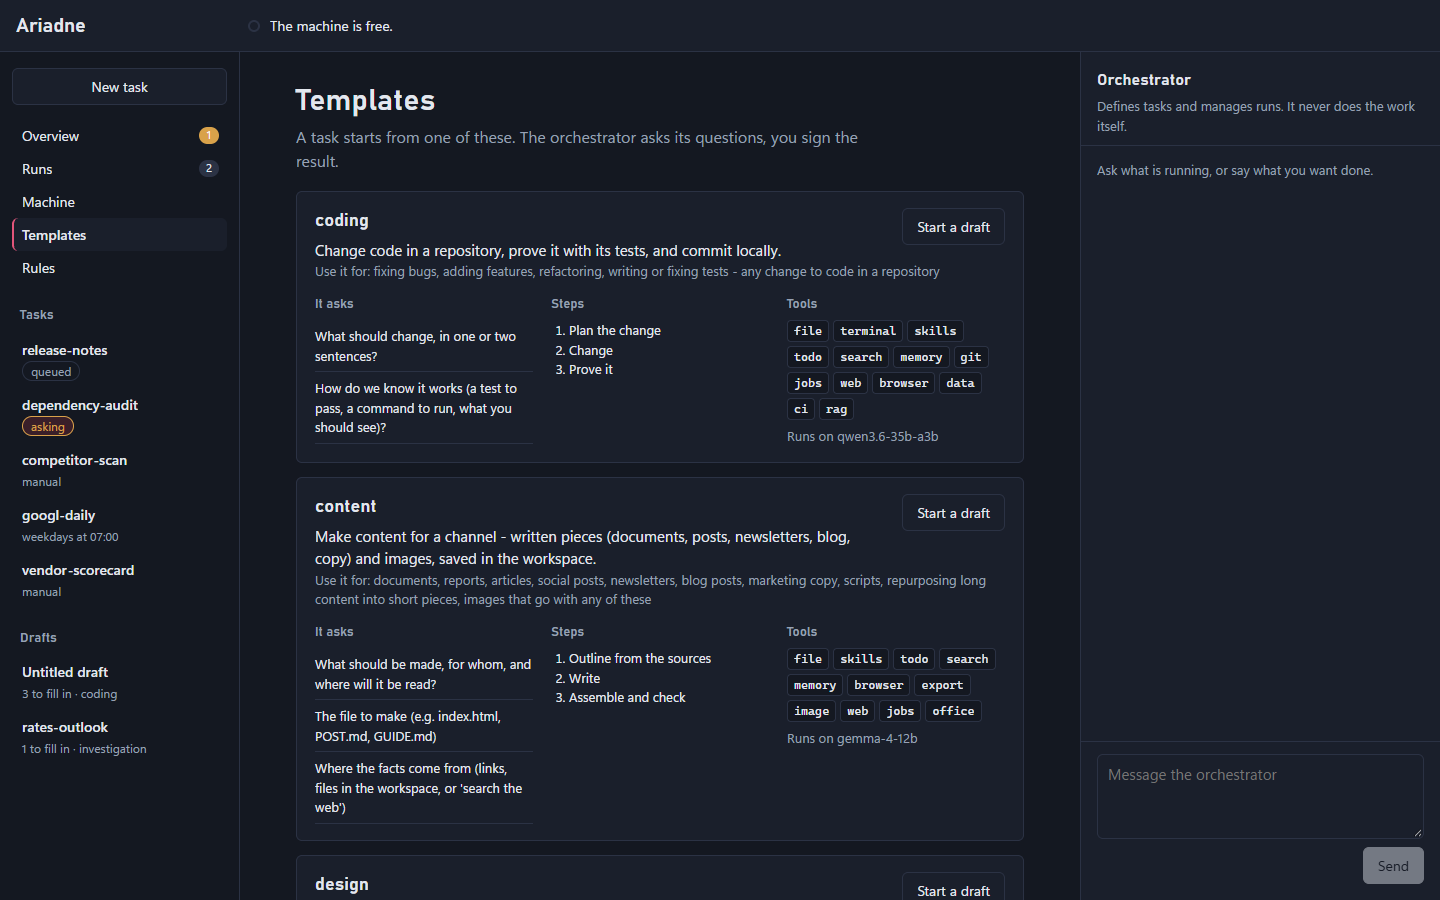 Ariadne
The machine is free.
New task
Overview 1
Runs 2
Machine
Templates
Rules
Tasks
release-notes
queued
dependency-audit
asking
competitor-scan
manual
googl-daily
weekdays at 07:00
vendor-scorecard
manual
Drafts
Untitled draft
3 to fill in · coding
rates-outlook
1 to fill in · investigation
Templates
A task starts from one of these. The orchestrator asks its questions, you sign the
result.
coding
Start a draft
Change code in a repository, prove it with its tests, and commit locally.
Use it for: fixing bugs, adding features, refactoring, writing or fixing tests - any change to code in a repository
It asks
What should change, in one or two
sentences?
How do we know it works (a test to
pass, a command to run, what you
should see)?
Steps
1. Plan the change
2. Change
3. Prove it
Tools
file terminal skills
todo search memory git
jobs web browser data
ci rag
Runs on qwen3.6-35b-a3b
content
Start a draft
Make content for a channel - written pieces (documents, posts, newsletters, blog,
copy) and images, saved in the workspace.
Use it for: documents, reports, articles, social posts, newsletters, blog posts, marketing copy, scripts, repurposing long
content into short pieces, images that go with any of these
It asks
What should be made, for whom, and
where will it be read?
The file to make (e.g. index.html,
POST.md, GUIDE.md)
Where the facts come from (links,
files in the workspace, or 'search the
web')
Steps
1. Outline from the sources
2. Write
3. Assemble and check
Tools
file skills todo search
memory browser export
image web jobs office
Runs on gemma-4-12b
design
Start a draft
Orchestrator
Defines tasks and manages runs. It never does the work
itself.
Ask what is running, or say what you want done.
Message the orchestrator
Send